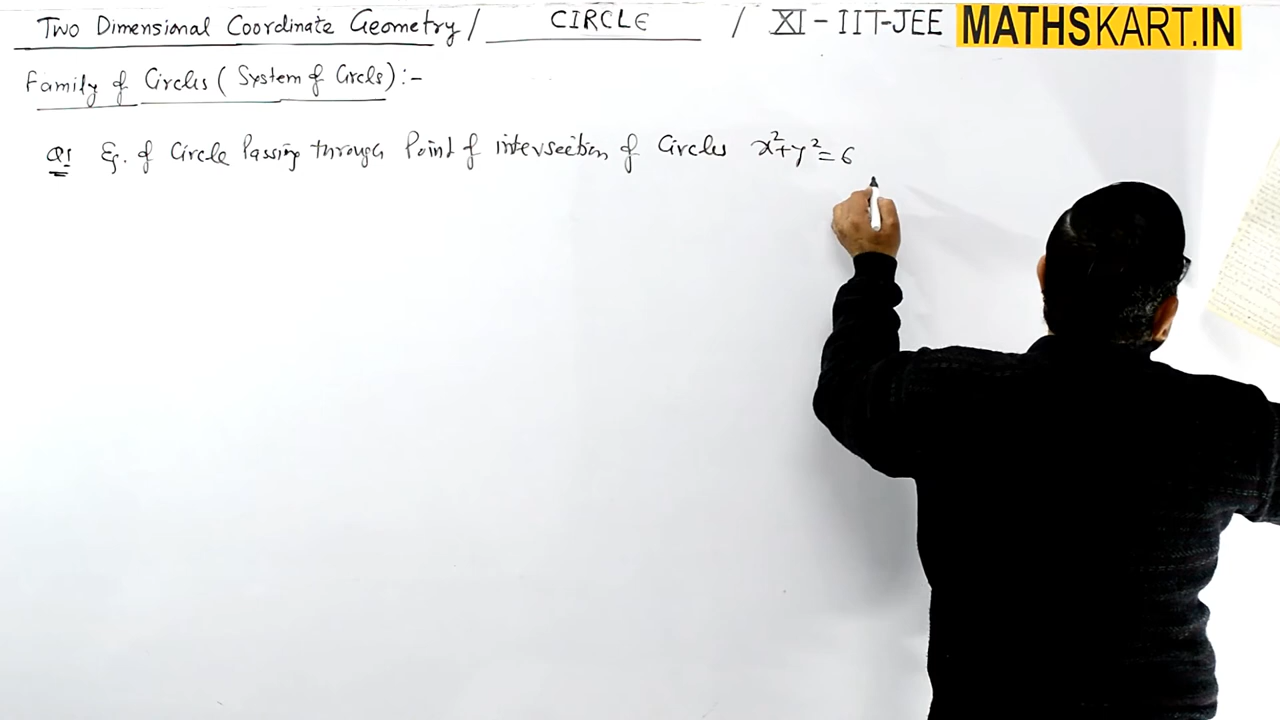 Two Dimensional Coordinate Geometry / CIRCLE / XI - IIT-JEE MATHSKART.IN
Family of Circles (System of Circls) :-
Q1 Eq. of Circle Passing through Point of intersection of Circles x²+y²=6